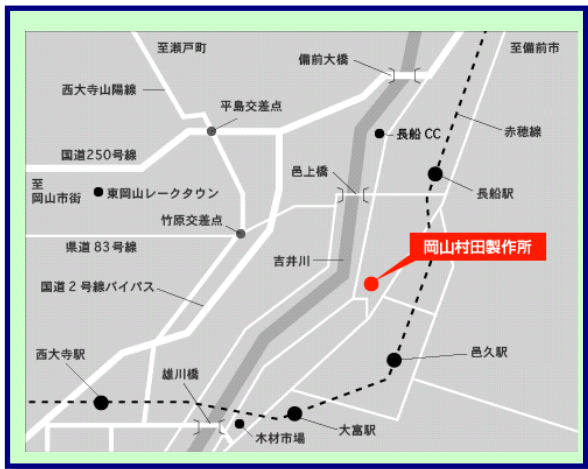 至瀬戸町
備前大橋
至備前市
西大寺山陽線
平島交差点
長船CC
赤穂線
国道250号線
邑上橋
至
岡山市街
東岡山レークタウン
長船駅
竹原交差点
県道83号線
吉井川
岡山村田製作所
国道2号線バイパス
西大寺駅
邑久駅
雄川橋
木材市場
大富駅